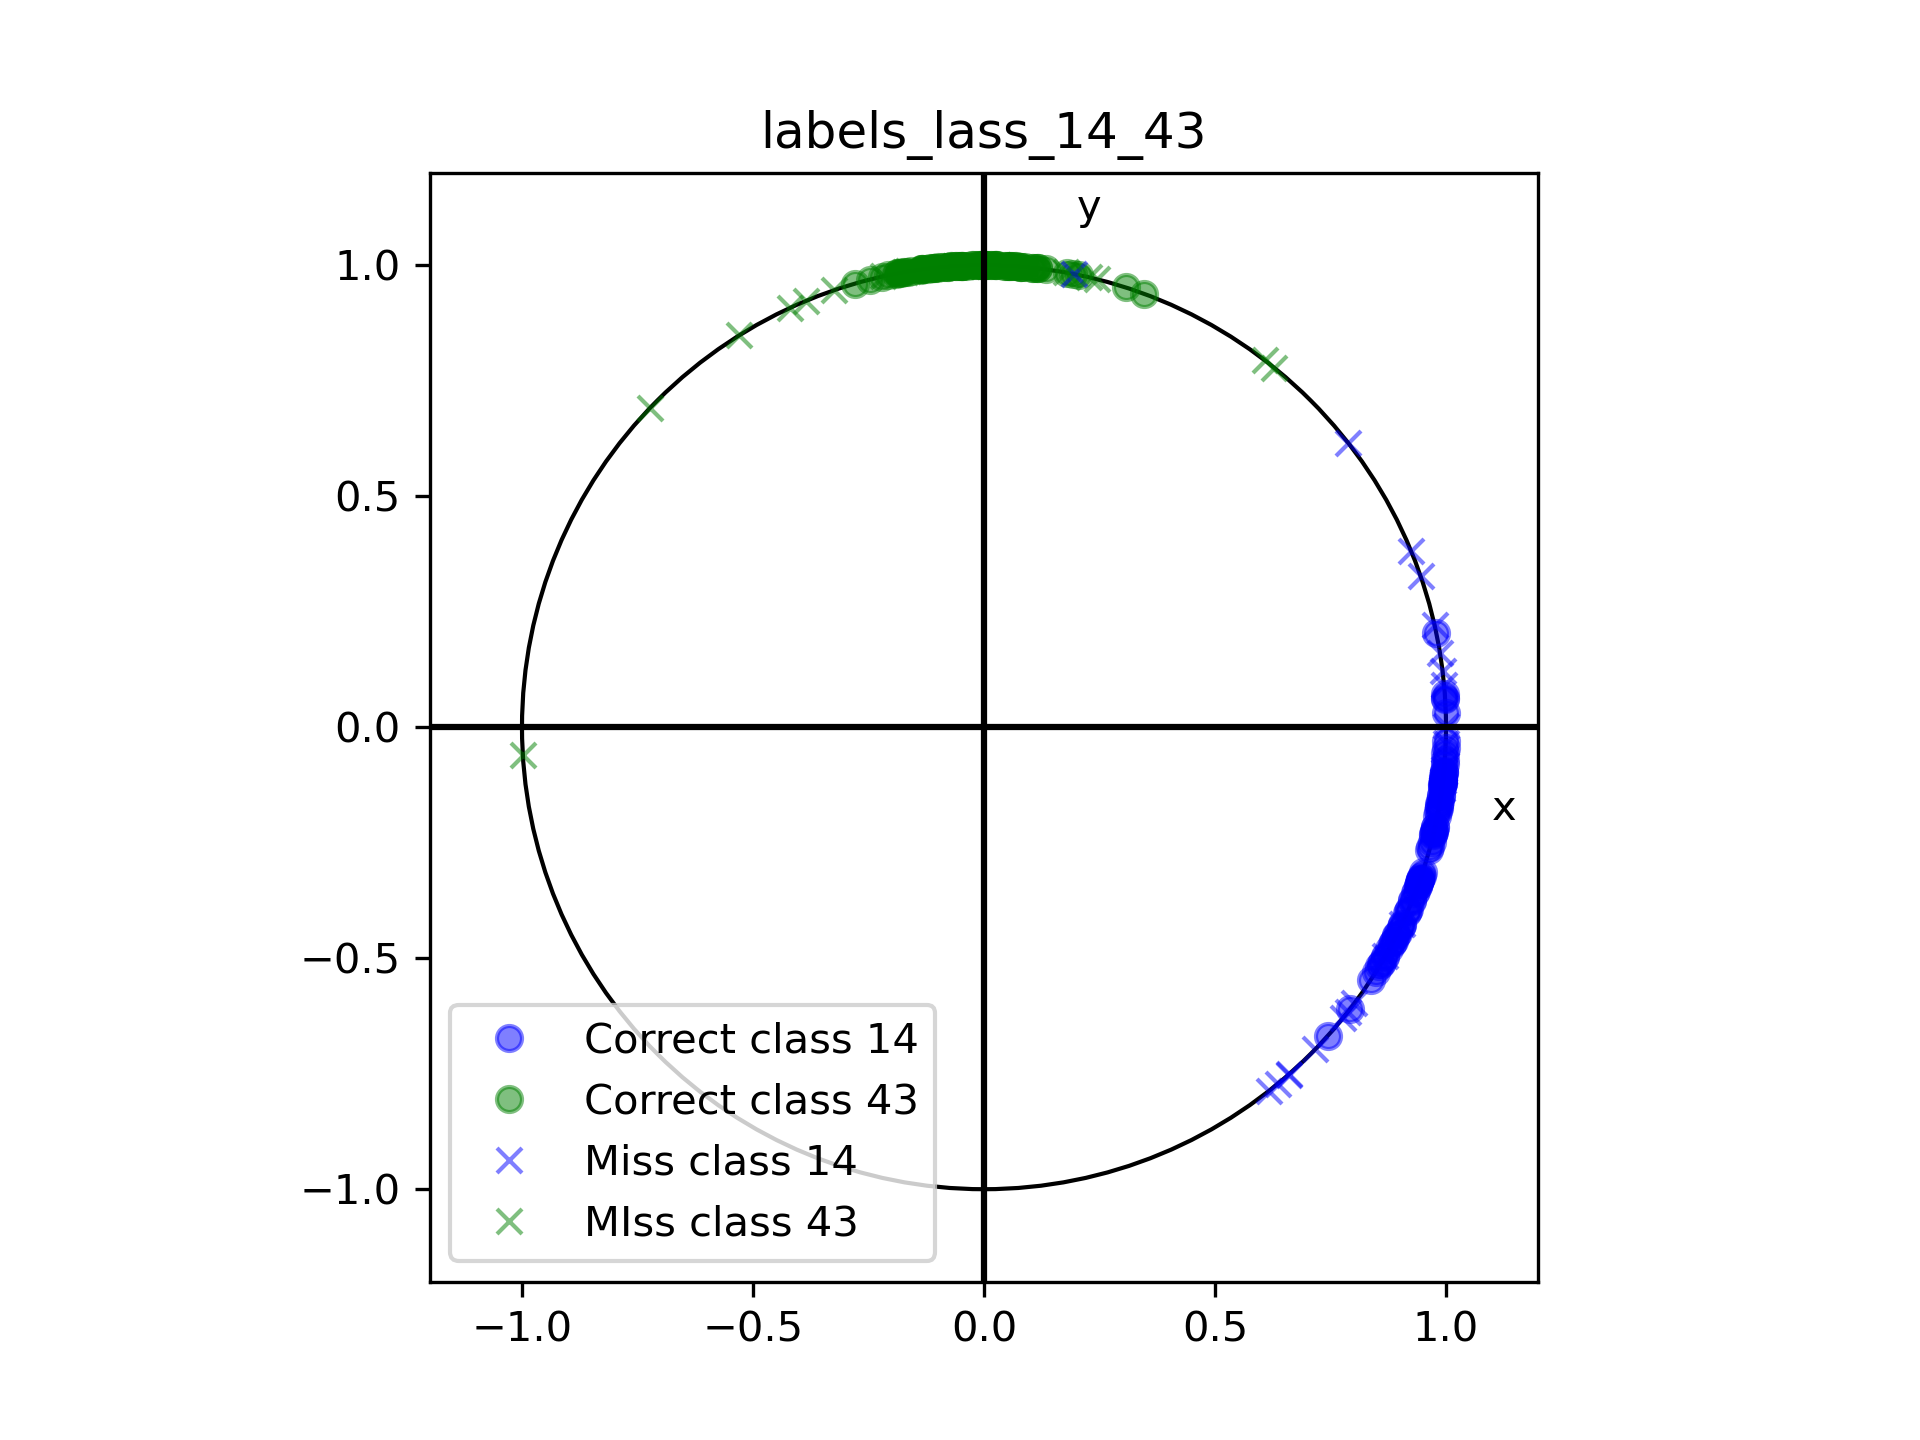 labels_lass_14_43
y
1.0
0.5
0.0
−0.5
−1.0
x
Correct class 14
Correct class 43
Miss class 14
MIss class 43
−1.0 −0.5 0.0 0.5 1.0